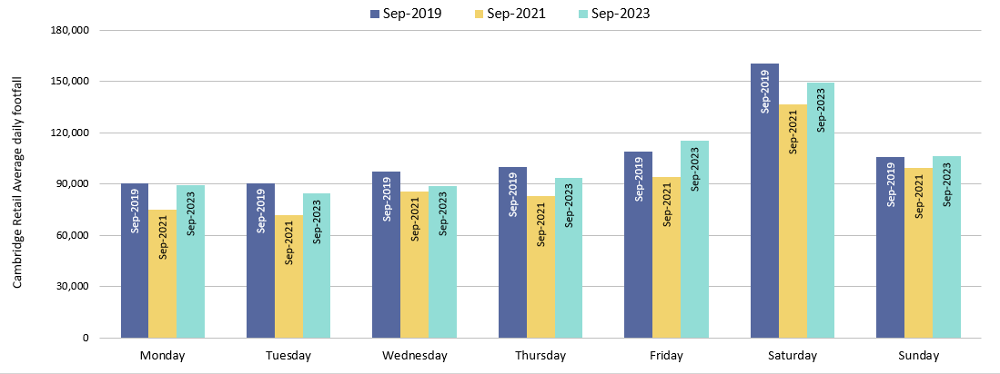 Sep-2019 Sep-2021 Sep-2023
Cambridge Retail Average daily footfall
180,000
150,000
120,000
90,000
60,000
30,000
0
Sep-2019
Sep-2021
Sep-2023
Sep-2019
Sep-2021
Sep-2023
Sep-2019
Sep-2021
Sep-2023
Sep-2019
Sep-2021
Sep-2023
Sep-2019
Sep-2021
Sep-2023
Sep-2019
Sep-2021
Sep-2023
Sep-2019
Sep-2021
Sep-2023
Monday Tuesday Wednesday Thursday Friday Saturday Sunday